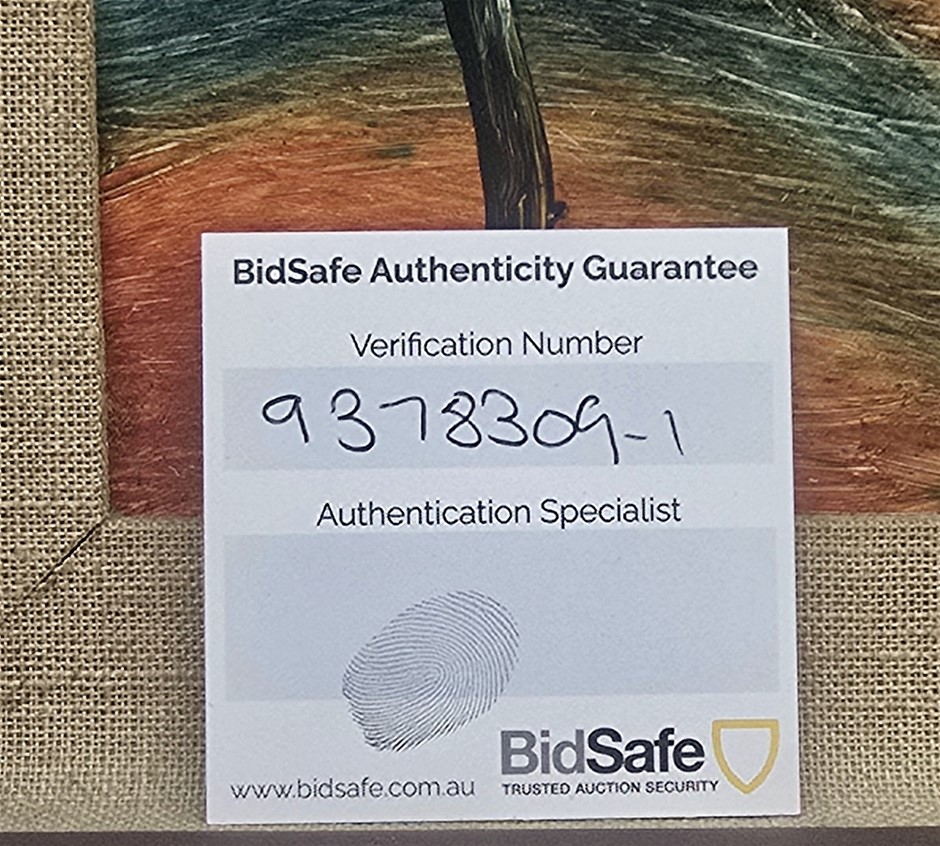 BidSafe Authenticity Guarantee
Verification Number
9378309-1
Authentication Specialist
BidSafe
TRUSTED AUCTION SECURITY
www.bidsafe.com.au